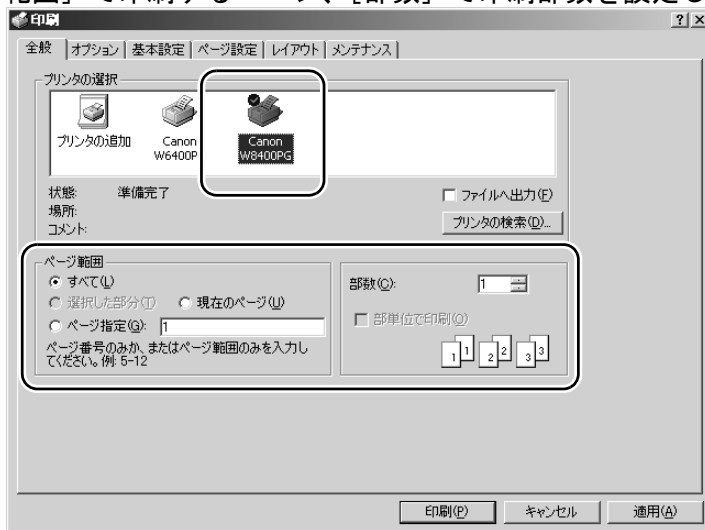 範囲］で印刷するページ、［部数］で印刷部数を設定し
印刷
全般 オプション 基本設定 ページ設定 レイアウト メンテナンス
プリンタの選択
プリンタの追加 Canon W6400P Canon W8400PG
状態: 準備完了
場所:
コメント:
ファイルへ出力(F)
プリンタの検索(D)...
ページ範囲
すべて(L)
選択した部分(T) 現在のページ(U)
ページ指定(G): 1
ページ番号のみか、またはページ範囲のみを入力し
てください。例: 5-12
部数(C): 1
部単位で印刷(O)
1 1 2 2 3 3
印刷(P) キャンセル 適用(A)